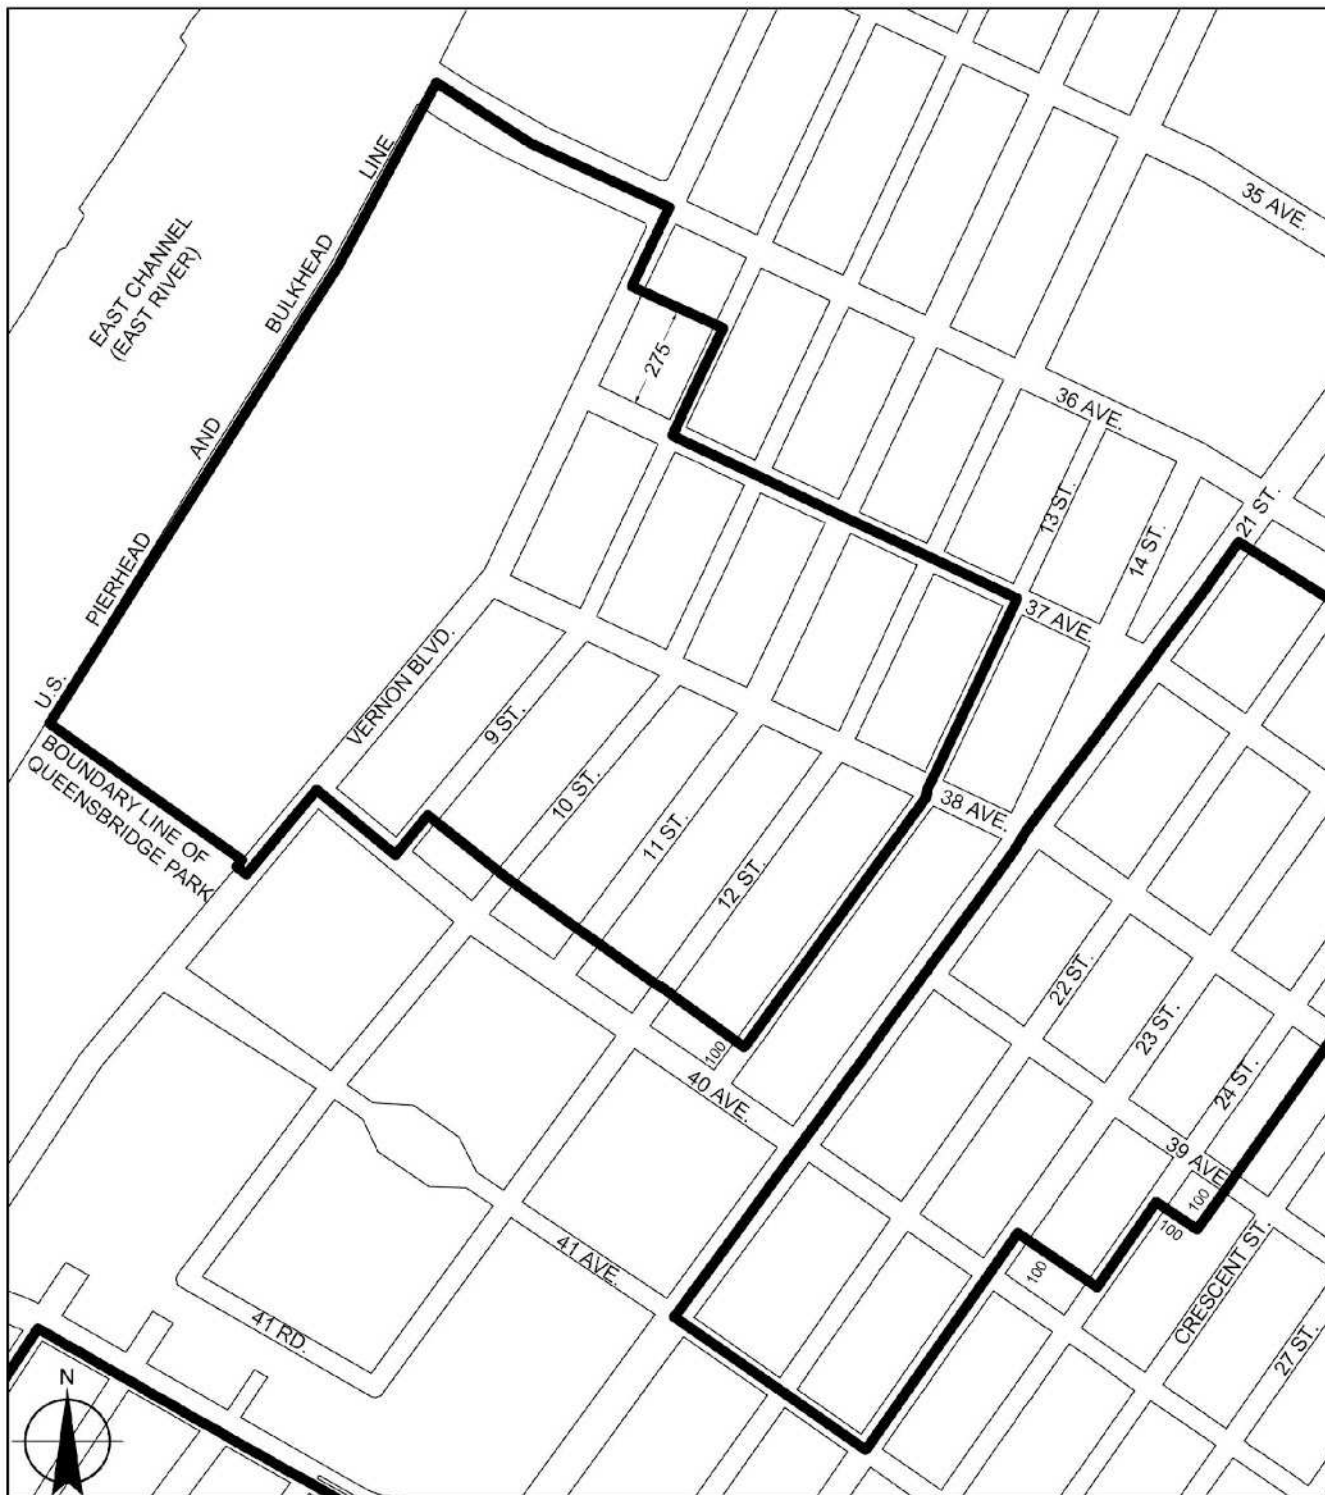 35 AVE.
LINE
EAST CHANNEL
(EAST RIVER)
BULKHEAD
275
36 AVE.
AND
13 ST.
21 ST.
14 ST.
PIERHEAD
37 AVE.
VERNON BLVD.
U.S.
9 ST.
BOUNDARY LINE OF
QUEENSBRIDGE PARK
10 ST.
38 AVE.
11 ST.
12 ST.
22 ST.
23 ST.
100
40 AVE.
24 ST.
39 AVE.
100
100
100
41 AVE.
CRESCENT ST.
41 RD.
27 ST.
N